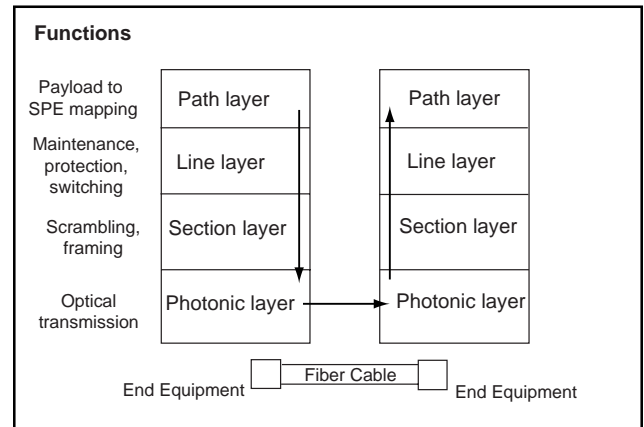 Functions
Payload to
SPE mapping
Path layer
Path layer
Maintenance,
protection,
switching
Line layer
Line layer
Scrambling,
framing
Section layer
Section layer
Optical
transmission
Photonic layer
Photonic layer
Fiber Cable
End Equipment
End Equipment